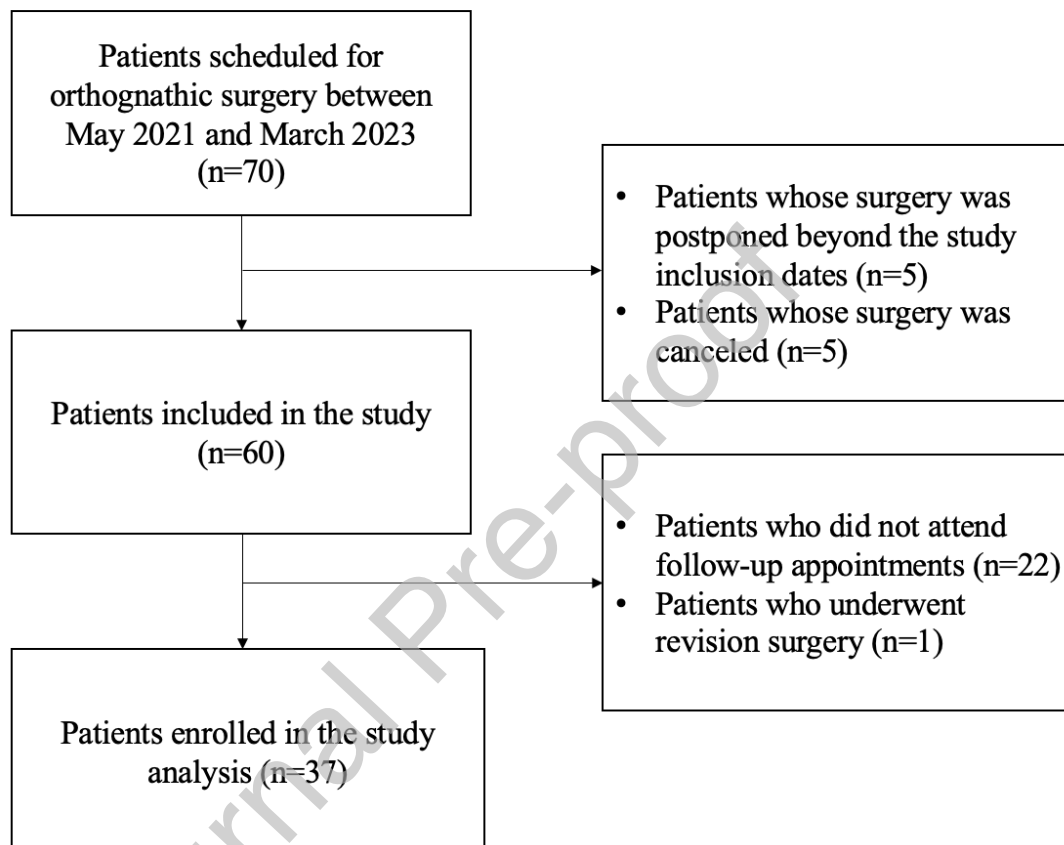 Patients scheduled for
orthognathic surgery between
May 2021 and March 2023
(n=70)
• Patients whose surgery was
postponed beyond the study
inclusion dates (n=5)
• Patients whose surgery was
canceled (n=5)
Patients included in the study
(n=60)
• Patients who did not attend
follow-up appointments (n=22)
• Patients who underwent
revision surgery (n=1)
Patients enrolled in the study
analysis (n=37)
rnal Pre-proof